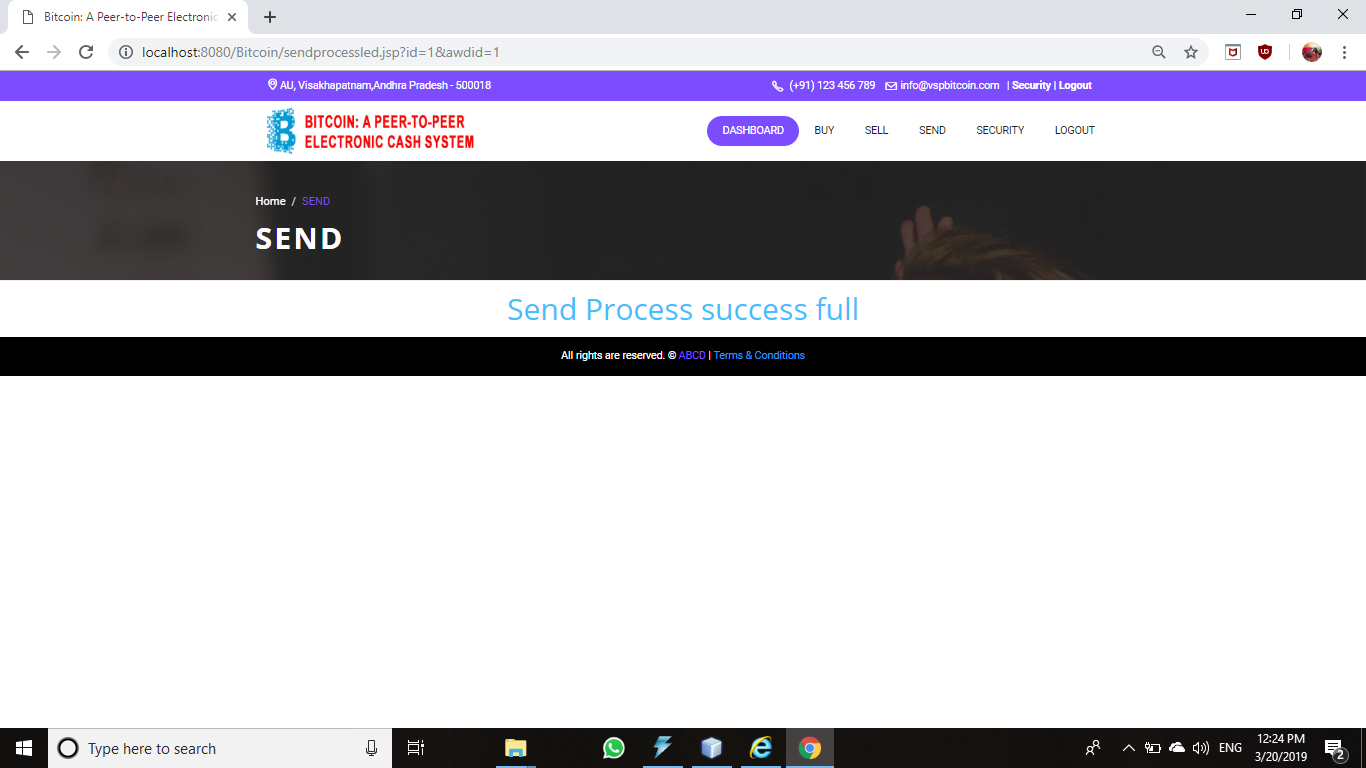 Bitcoin: A Peer-to-Peer Electronic
localhost:8080/Bitcoin/sendprocessled.jsp?id=1&awdid=1
AU, Visakhapatnam,Andhra Pradesh - 500018
(+91) 123 456 789 info@vspbitcoin.com | Security | Logout
BITCOIN: A PEER-TO-PEER
ELECTRONIC CASH SYSTEM
DASHBOARD BUY SELL SEND SECURITY LOGOUT
Home / SEND
SEND
Send Process success full
All rights are reserved. © ABCD | Terms & Conditions
Type here to search
ENG
12:24 PM
3/20/2019
2